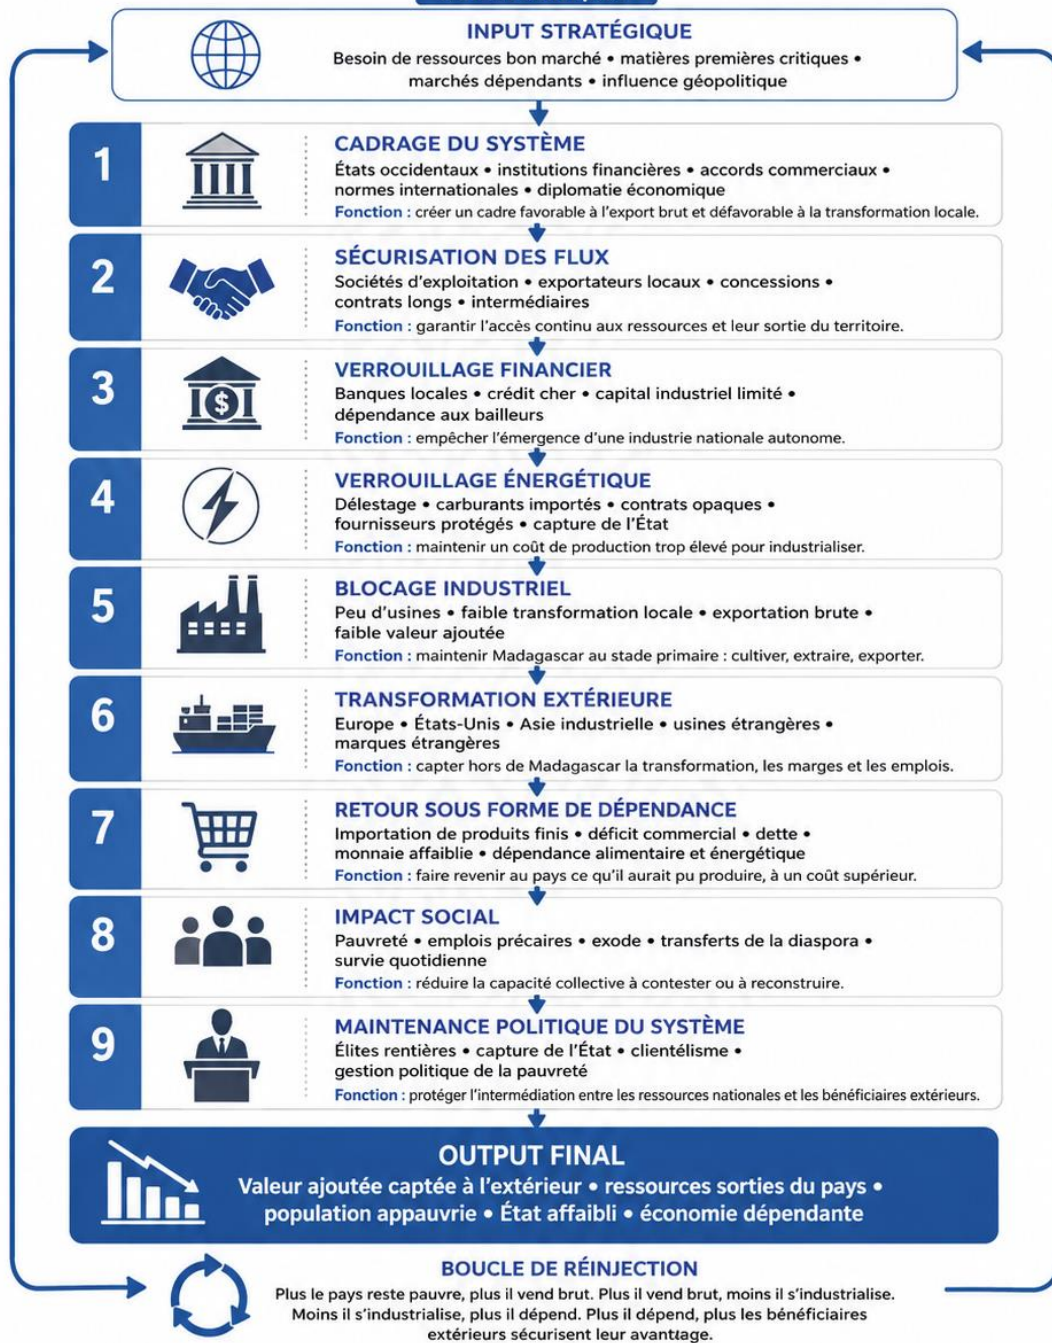 INPUT STRATÉGIQUE
Besoin de ressources bon marché • matières premières critiques •
marchés dépendants • influence géopolitique
1
CADRAGE DU SYSTÈME
États occidentaux • institutions financières • accords commerciaux •
normes internationales • diplomatie économique
Fonction : créer un cadre favorable à l'export brut et défavorable à la transformation locale.
2
SÉCURISATION DES FLUX
Sociétés d'exploitation • exportateurs locaux • concessions •
contrats longs • intermédiaires
Fonction : garantir l'accès continu aux ressources et leur sortie du territoire.
3
$
VERROUILLAGE FINANCIER
Banques locales • crédit cher • capital industriel limité •
dépendance aux bailleurs
Fonction : empêcher l'émergence d'une industrie nationale autonome.
4
VERROUILLAGE ÉNERGÉTIQUE
Délestage • carburants importés • contrats opaques •
fournisseurs protégés • capture de l'État
Fonction : maintenir un coût de production trop élevé pour industrialiser.
5
BLOCAGE INDUSTRIEL
Peu d'usines • faible transformation locale • exportation brute •
faible valeur ajoutée
Fonction : maintenir Madagascar au stade primaire : cultiver, extraire, exporter.
6
TRANSFORMATION EXTÉRIEURE
Europe • États-Unis • Asie industrielle • usines étrangères •
marques étrangères
Fonction : capter hors de Madagascar la transformation, les marges et les emplois.
7
RETOUR SOUS FORME DE DÉPENDANCE
Importation de produits finis • déficit commercial • dette •
monnaie affaiblie • dépendance alimentaire et énergétique
Fonction : faire revenir au pays ce qu'il aurait pu produire, à un coût supérieur.
8
IMPACT SOCIAL
Pauvreté • emplois précaires • exode • transferts de la diaspora •
survie quotidienne
Fonction : réduire la capacité collective à contester ou à reconstruire.
9
MAINTENANCE POLITIQUE DU SYSTÈME
Élites rentières • capture de l'État • clientélisme •
gestion politique de la pauvreté
Fonction : protéger l'intermédiation entre les ressources nationales et les bénéficiaires extérieurs.
OUTPUT FINAL
Valeur ajoutée captée à l'extérieur • ressources sorties du pays •
population appauvrie • État affaibli • économie dépendante
BOUCLE DE RÉINJECTION
Plus le pays reste pauvre, plus il vend brut. Plus il vend brut, moins il s'industrialise.
Moins il s'industrialise, plus il dépend. Plus il dépend, plus les bénéficiaires
extérieurs sécurisent leur avantage.